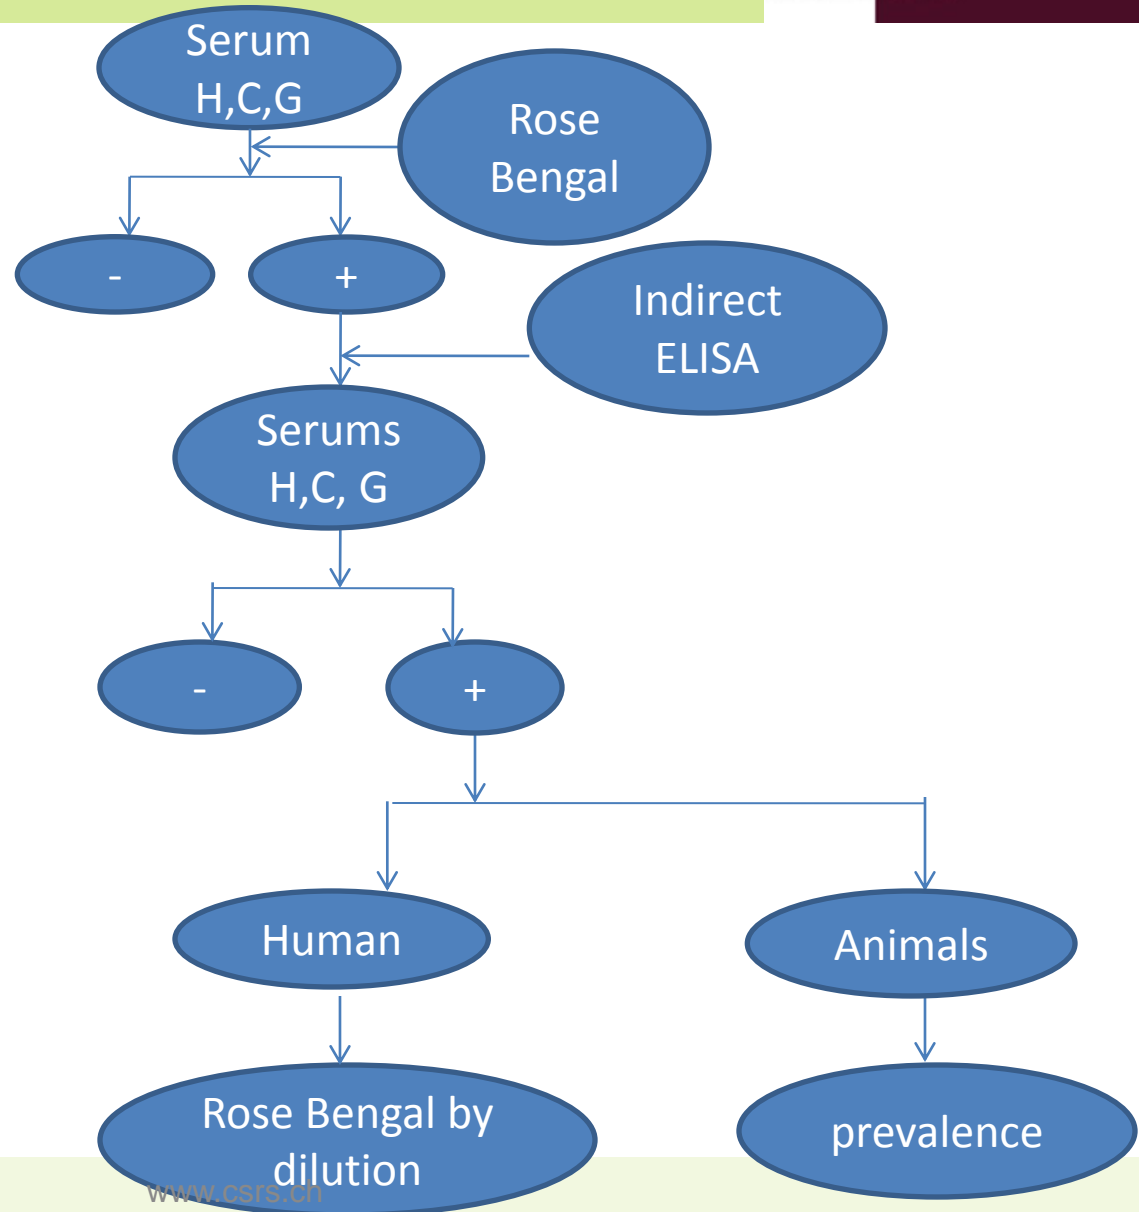 Serum
H,C,G
Rose
Bengal
-
+
Indirect
ELISA
Serums
H,C, G
-
+
Human
Animals
Rose Bengal by
dilution
prevalence
www.csrs.ch